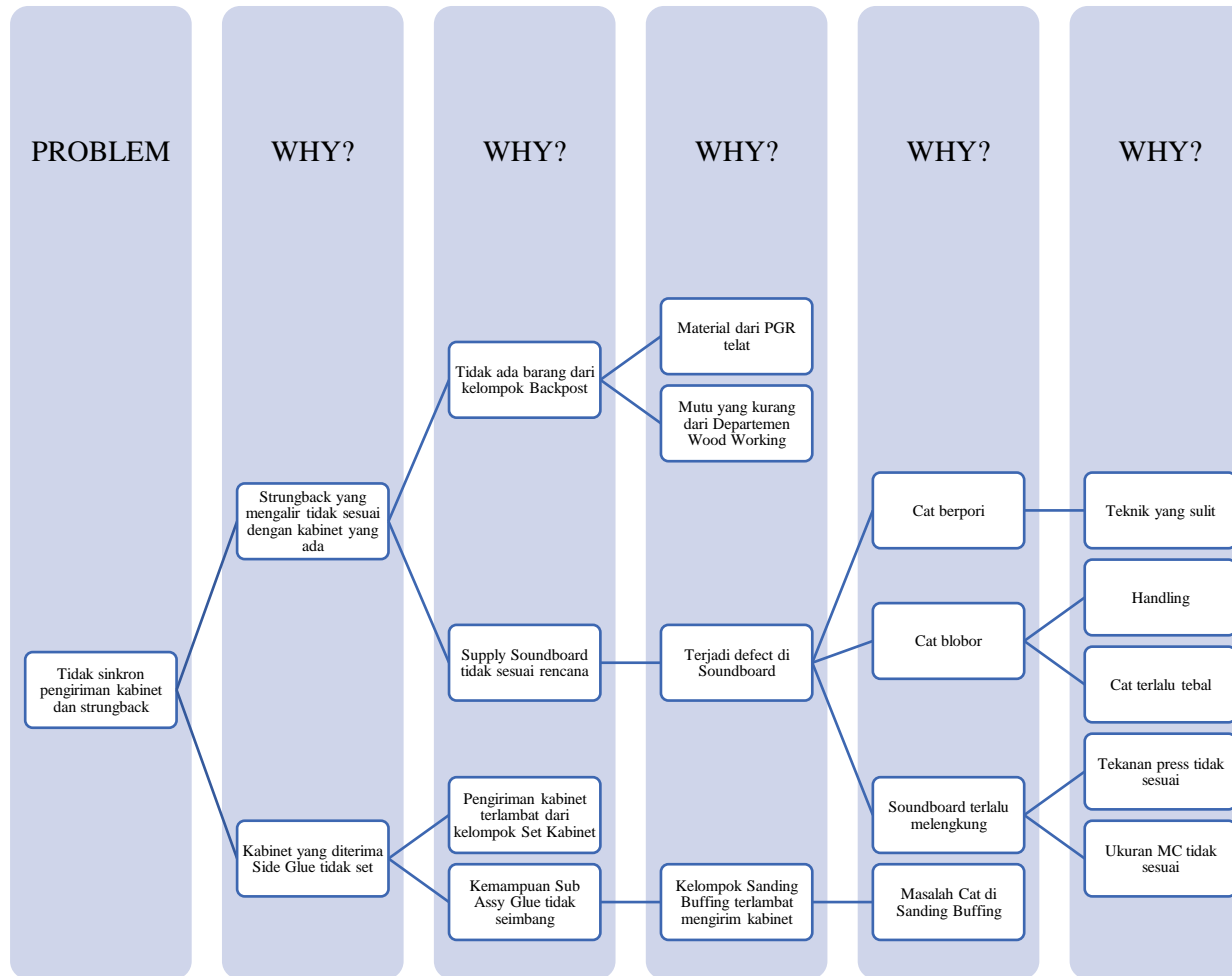 PROBLEM
WHY?
WHY?
WHY?
WHY?
WHY?
Tidak sinkron
pengiriman kabinet
dan strungback
Strungback yang
mengalir tidak sesuai
dengan kabinet yang
ada
Kabinet yang diterima
Side Glue tidak set
Tidak ada barang dari
kelompok Backpost
Supply Soundboard
tidak sesuai rencana
Pengiriman kabinet
terlambat dari
kelompok Set Kabinet
Kemampuan Sub
Assy Glue tidak
seimbang
Material dari PGR
telat
Mutu yang kurang
dari Departemen
Wood Working
Terjadi defect di
Soundboard
Kelompok Sanding
Buffing terlambat
mengirim kabinet
Cat berpori
Cat blobor
Soundboard terlalu
melengkung
Masalah Cat di
Sanding Buffing
Teknik yang sulit
Handling
Cat terlalu tebal
Tekanan press tidak
sesuai
Ukuran MC tidak
sesuai